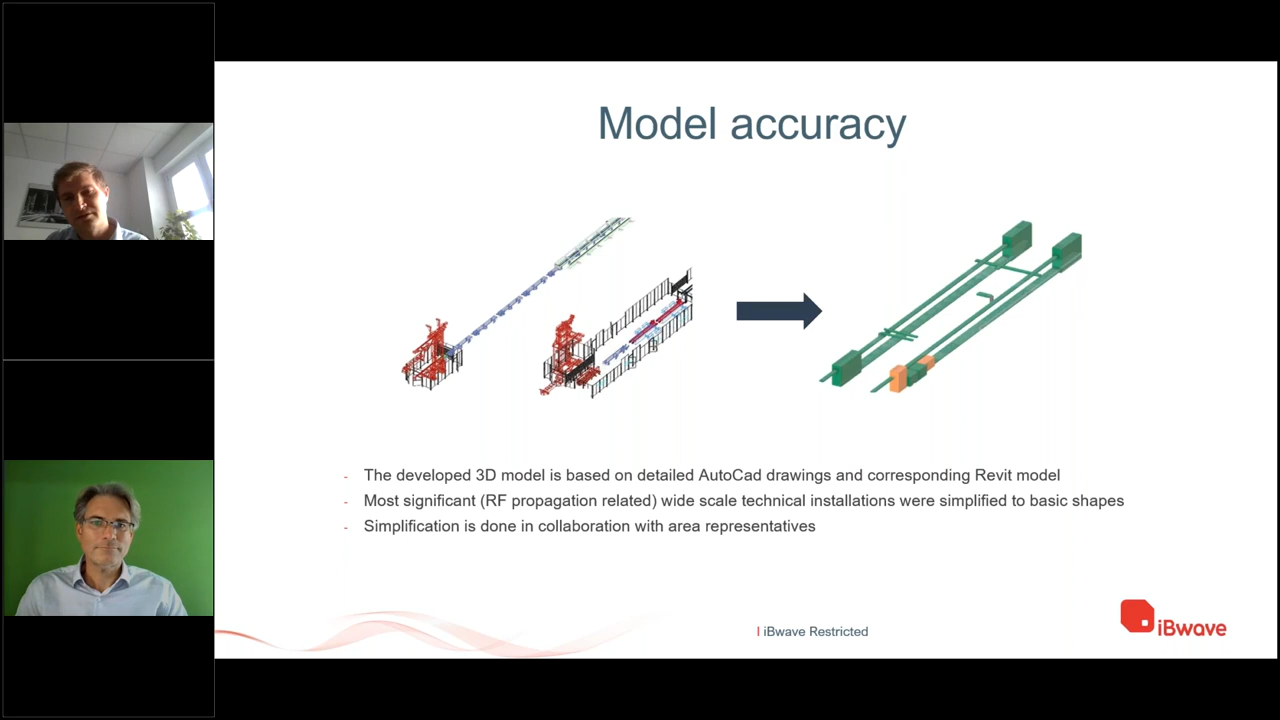 Model accuracy
- The developed 3D model is based on detailed AutoCad drawings and corresponding Revit model
- Most significant (RF propagation related) wide scale technical installations were simplified to basic shapes
- Simplification is done in collaboration with area representatives
| iBwave Restricted
iBwave